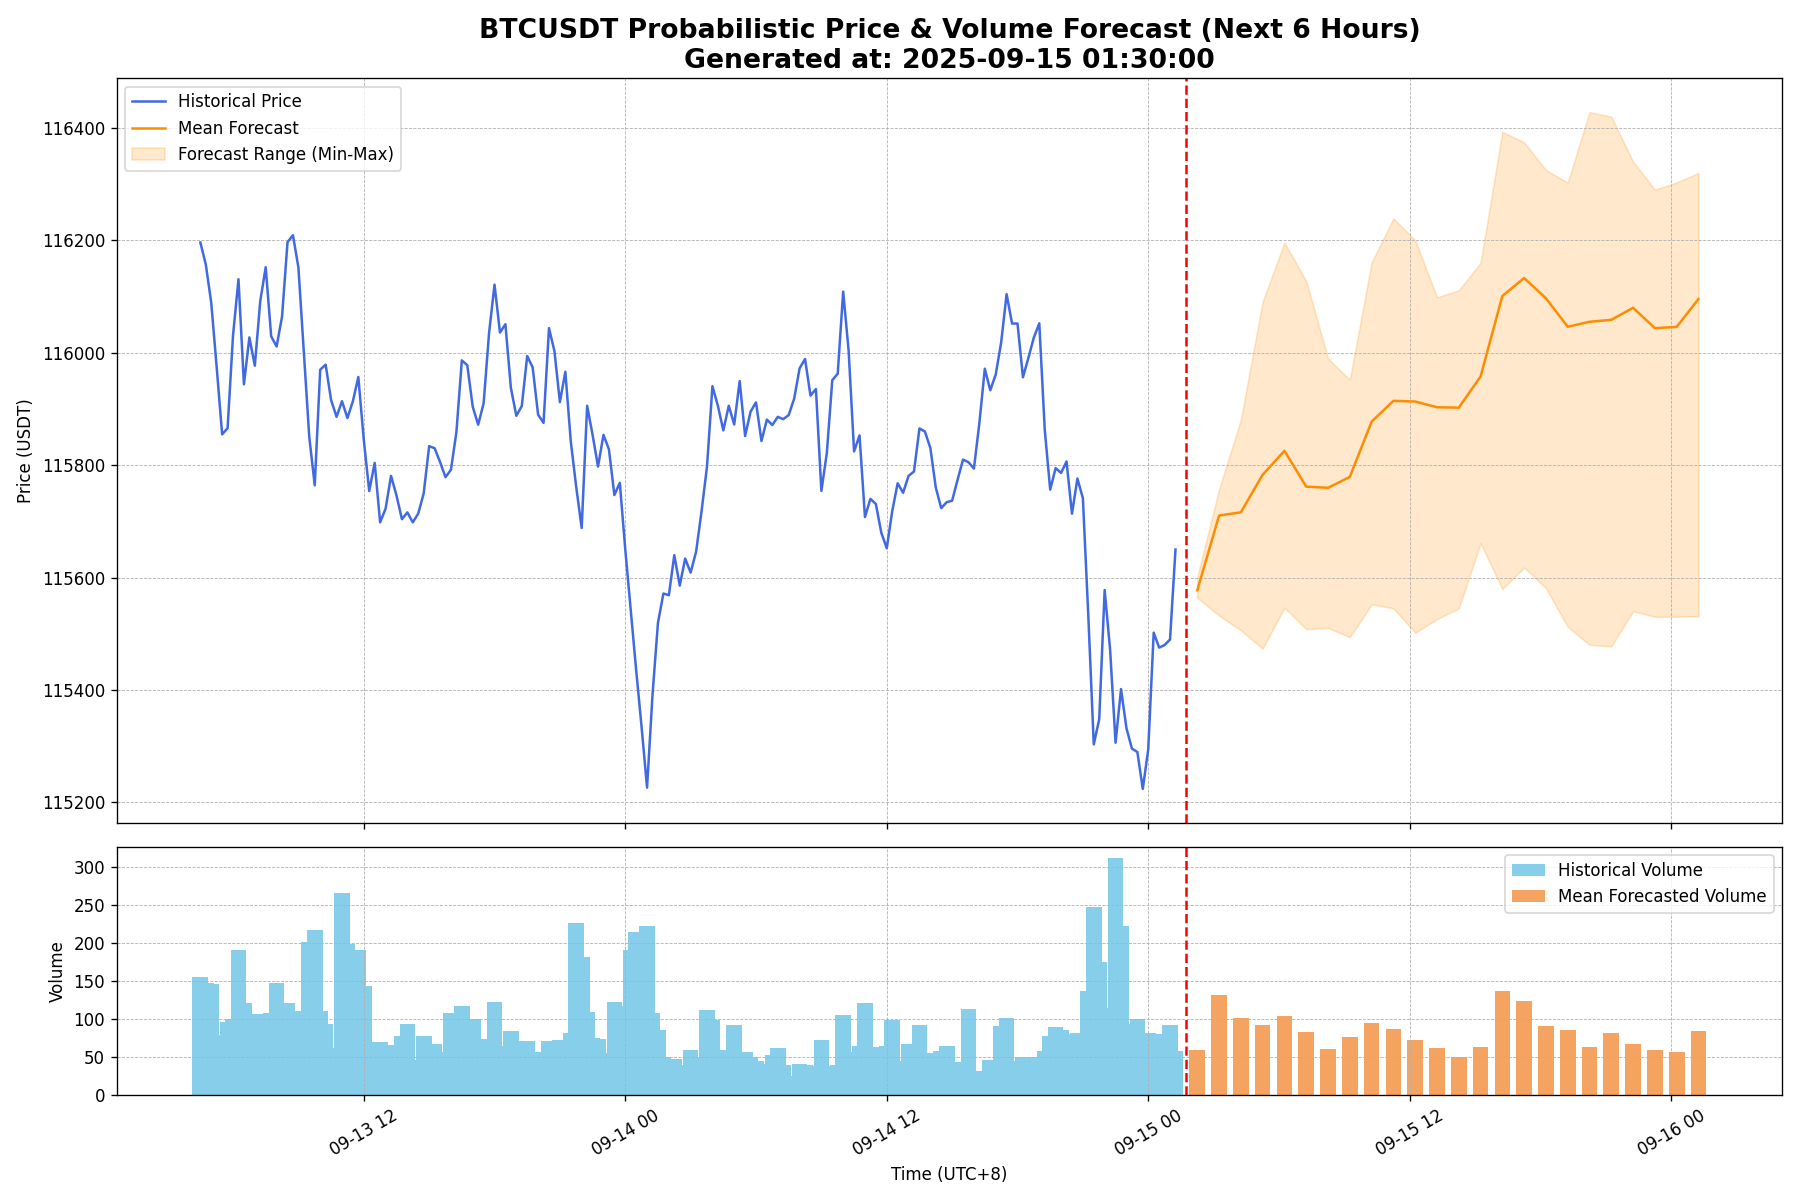 BTCUSDT Probabilistic Price & Volume Forecast (Next 6 Hours)
Generated at: 2025-09-15 01:30:00
Historical Price
Mean Forecast
Forecast Range (Min-Max)
116400
116200
116000
115800
115600
115400
115200
Price (USDT)
Historical Volume
Mean Forecasted Volume
300
250
200
150
100
50
0
Volume
09-13 12
09-14 00
09-14 12
09-15 00
09-15 12
09-16 00
Time (UTC+8)